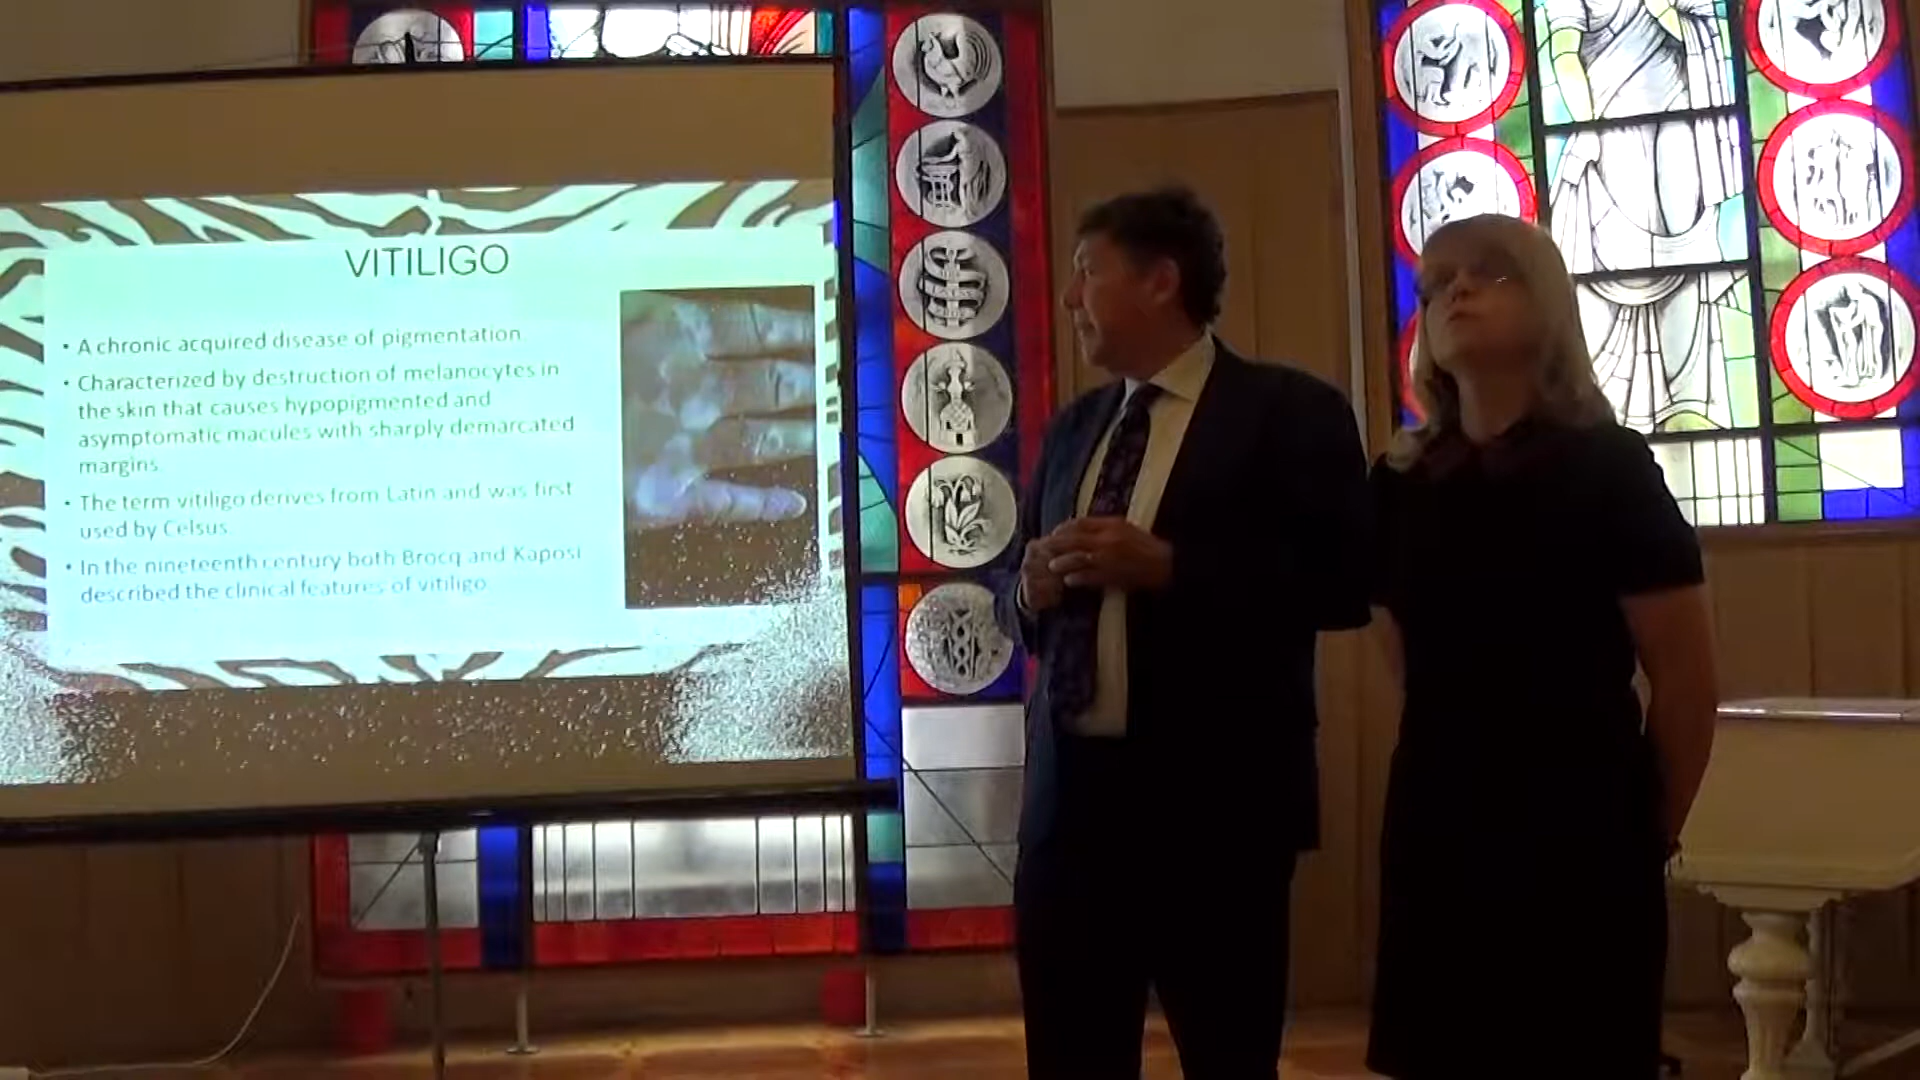 VITILIGO
• A chronic acquired disease of pigmentation
• Characterized by destruction of melanocytes in
the skin that causes hypopigmented and
asymptomatic macules with sharply demarcated
margins.
• The term vitiligo derives from Latin and was first
used by Celsus.
• In the nineteenth century both Brocq and Kaposi
described the clinical features of vitiligo.